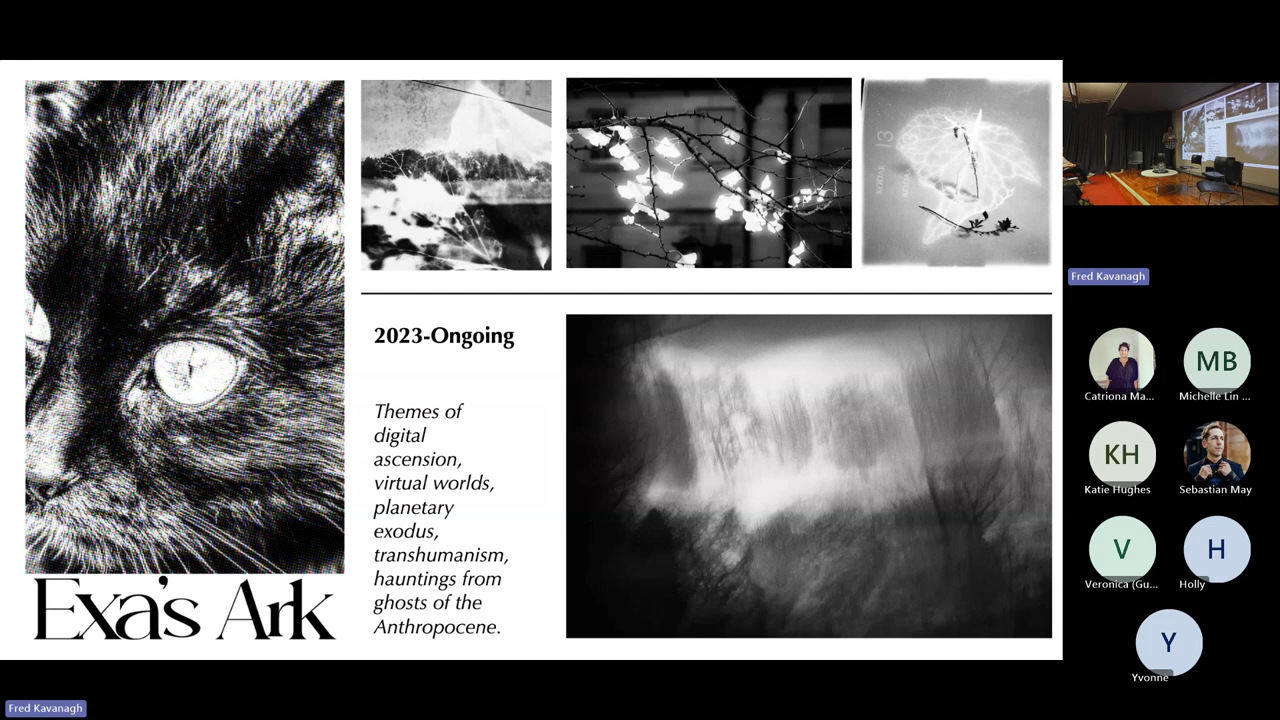 Exa's Ark
2023-Ongoing
Themes of
digital
ascension,
virtual worlds,
planetary
exodus,
transhumanism,
hauntings from
ghosts of the
Anthropocene.
13
Fred Kavanagh
Catriona Ma...
MB
Michelle Lin ...
KH
Katie Hughes
Sebastian May
V
Veronica (Gu...
H
Holly
Y
Yvonne
Fred Kavanagh